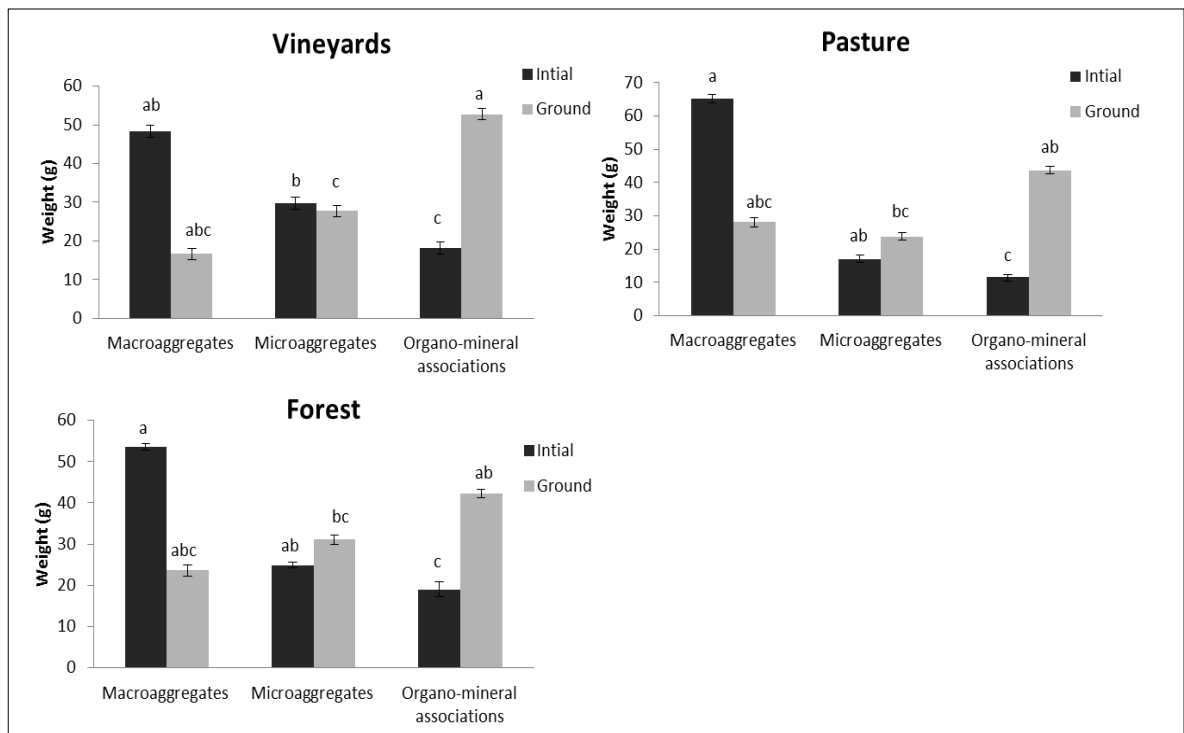 Vineyards
Intial
Ground
60
50
40
30
20
10
0
Weight (g)
ab
abc
b
c
c
a
Macroaggregates
Microaggregates
Organo-mineral
associations
Pasture
Intial
Ground
70
60
50
40
30
20
10
0
Weight (g)
a
abc
ab
bc
c
ab
Macroaggregates
Microaggregates
Organo-mineral
associations
Forest
Intial
Ground
60
50
40
30
20
10
0
Weight (g)
a
abc
ab
bc
c
ab
Macroaggregates
Microaggregates
Organo-mineral
associations